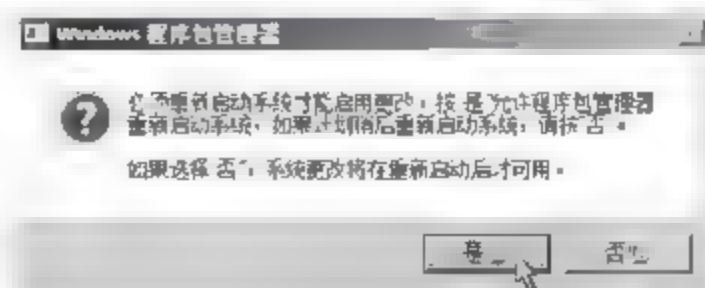 Windows 程序包管理器
必须重新启动系统才能启用更改。按"是"允许程序包管理器
重新启动系统，如果计划稍后重新启动系统，请按"否"。
如果选择"否"，系统更改将在重新启动后才可用。
是
否